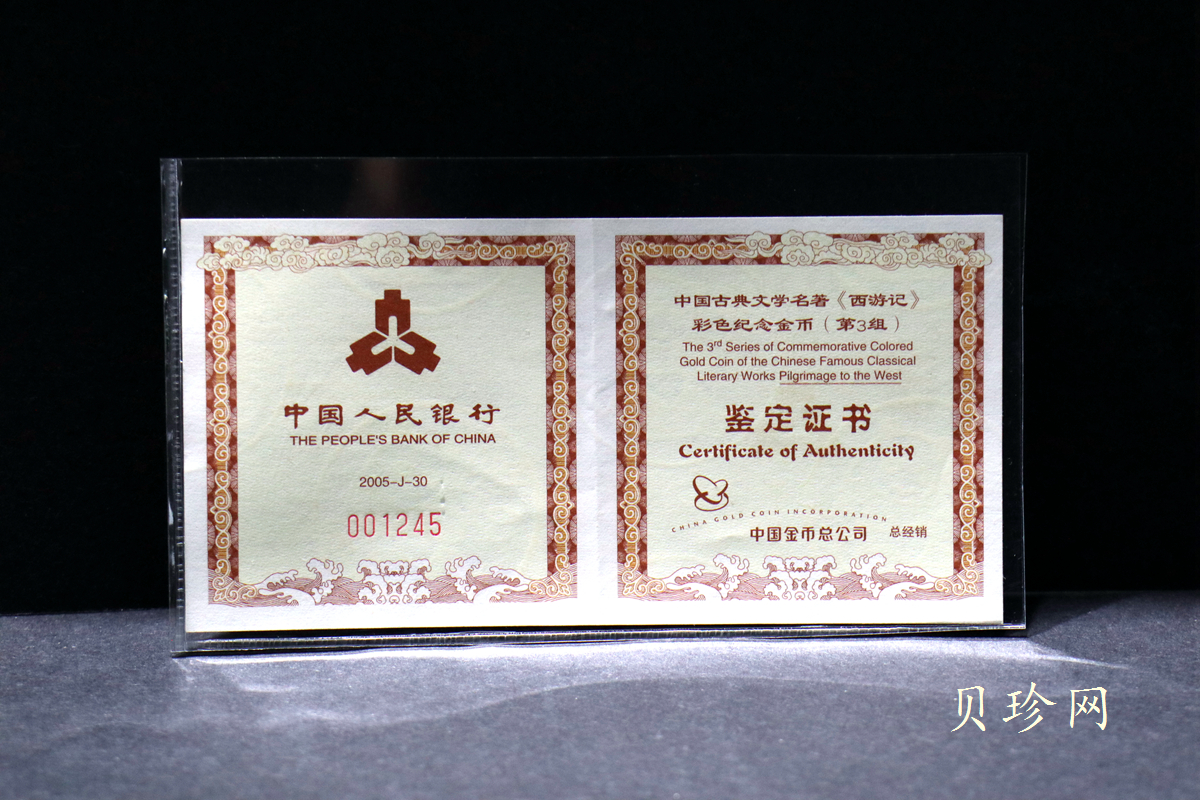 中国人民银行
THE PEOPLE'S BANK OF CHINA
2005-J-30
001245
中国古典文学名著《西游记》
彩色纪念金币（第3组）
The 3rd Series of Commemorative Colored
Gold Coin of the Chinese Famous Classical
Literary Works Pilgrimage to the West
鉴定证书
Certificate of Authenticity
CHINA GOLD COIN INCORPORATION
中国金币总公司 总经销
贝珍网